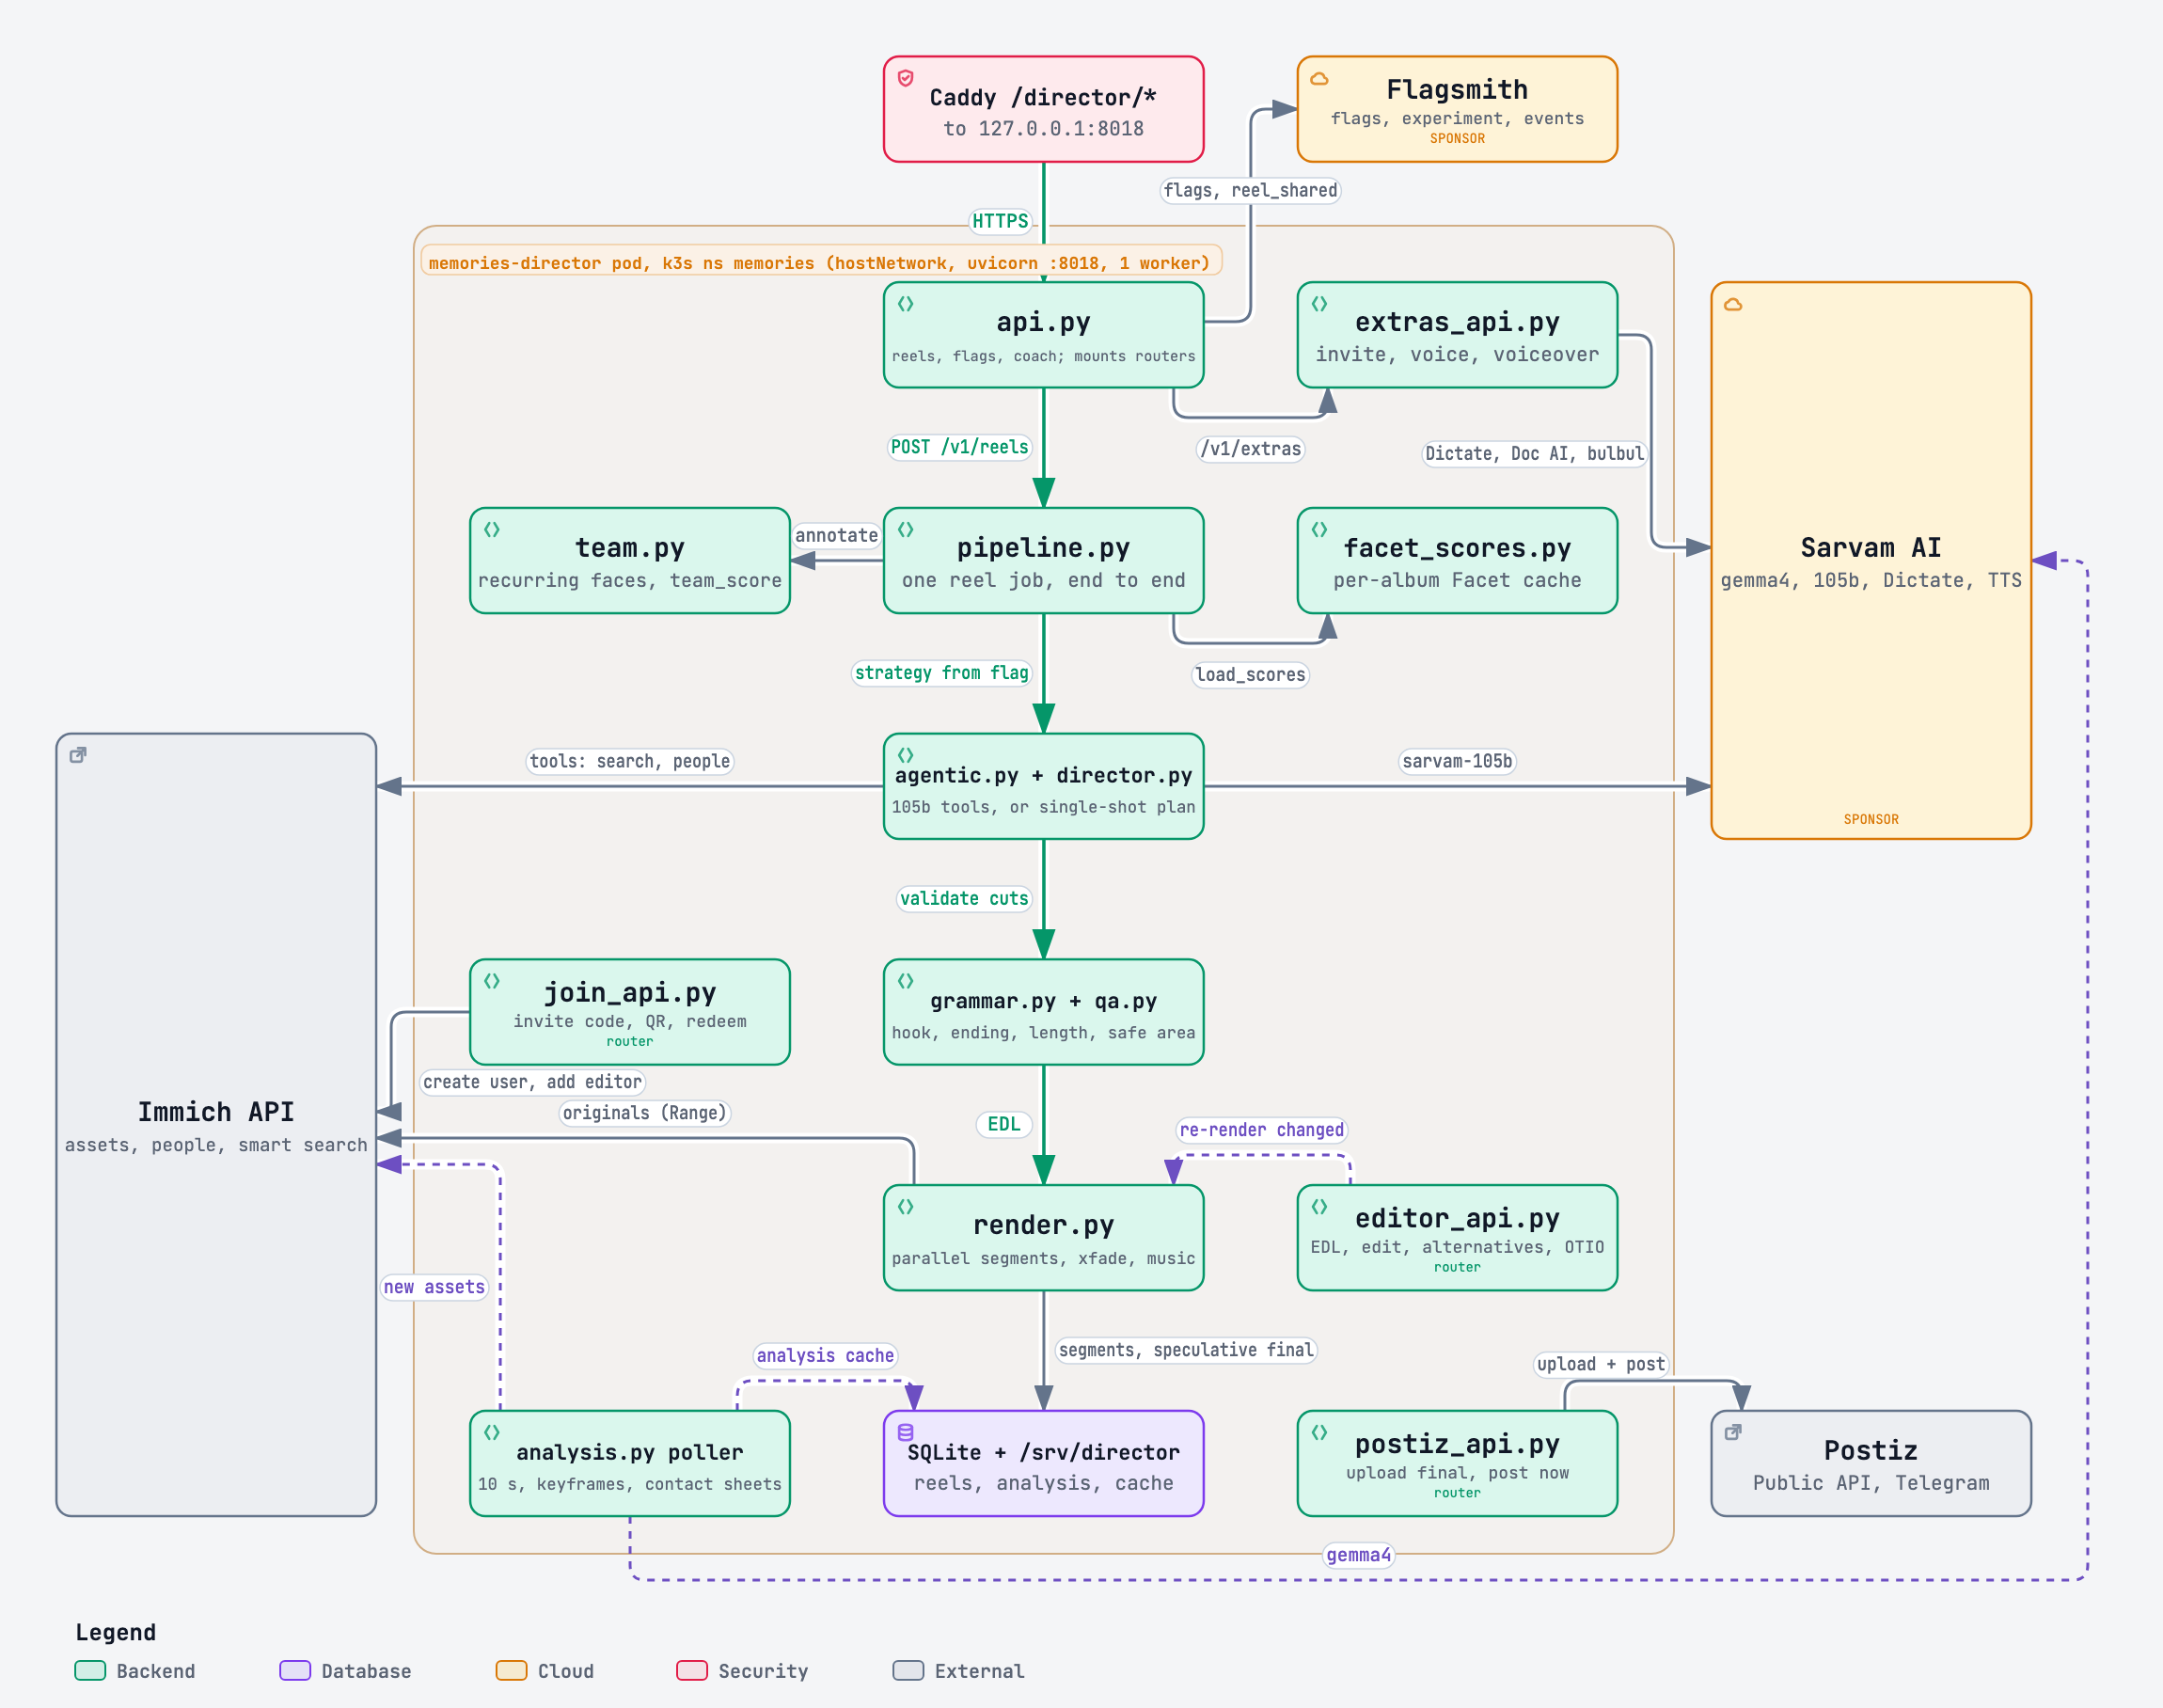 Caddy /director/*
to 127.0.0.1:8018
Flagsmith
flags, experiment, events
SPONSOR
flags, reel_shared
HTTPS
memories-director pod, k3s ns memories (hostNetwork, uvicorn :8018, 1 worker)
api.py
reels, flags, coach; mounts routers
extras_api.py
invite, voice, voiceover
POST /v1/reels
/v1/extras
Dictate, Doc AI, bulbul
team.py
recurring faces, team_score
annotate
pipeline.py
one reel job, end to end
facet_scores.py
per-album Facet cache
Sarvam AI
gemma4, 105b, Dictate, TTS
SPONSOR
strategy from flag
load_scores
tools: search, people
agentic.py + director.py
105b tools, or single-shot plan
sarvam-105b
validate cuts
join_api.py
invite code, QR, redeem
router
grammar.py + qa.py
hook, ending, length, safe area
create user, add editor
originals (Range)
Immich API
assets, people, smart search
EDL
re-render changed
render.py
parallel segments, xfade, music
editor_api.py
EDL, edit, alternatives, OTIO
router
new assets
analysis cache
segments, speculative final
upload + post
analysis.py poller
10 s, keyframes, contact sheets
SQLite + /srv/director
reels, analysis, cache
postiz_api.py
upload final, post now
router
Postiz
Public API, Telegram
gemma4
Legend
Backend
Database
Cloud
Security
External